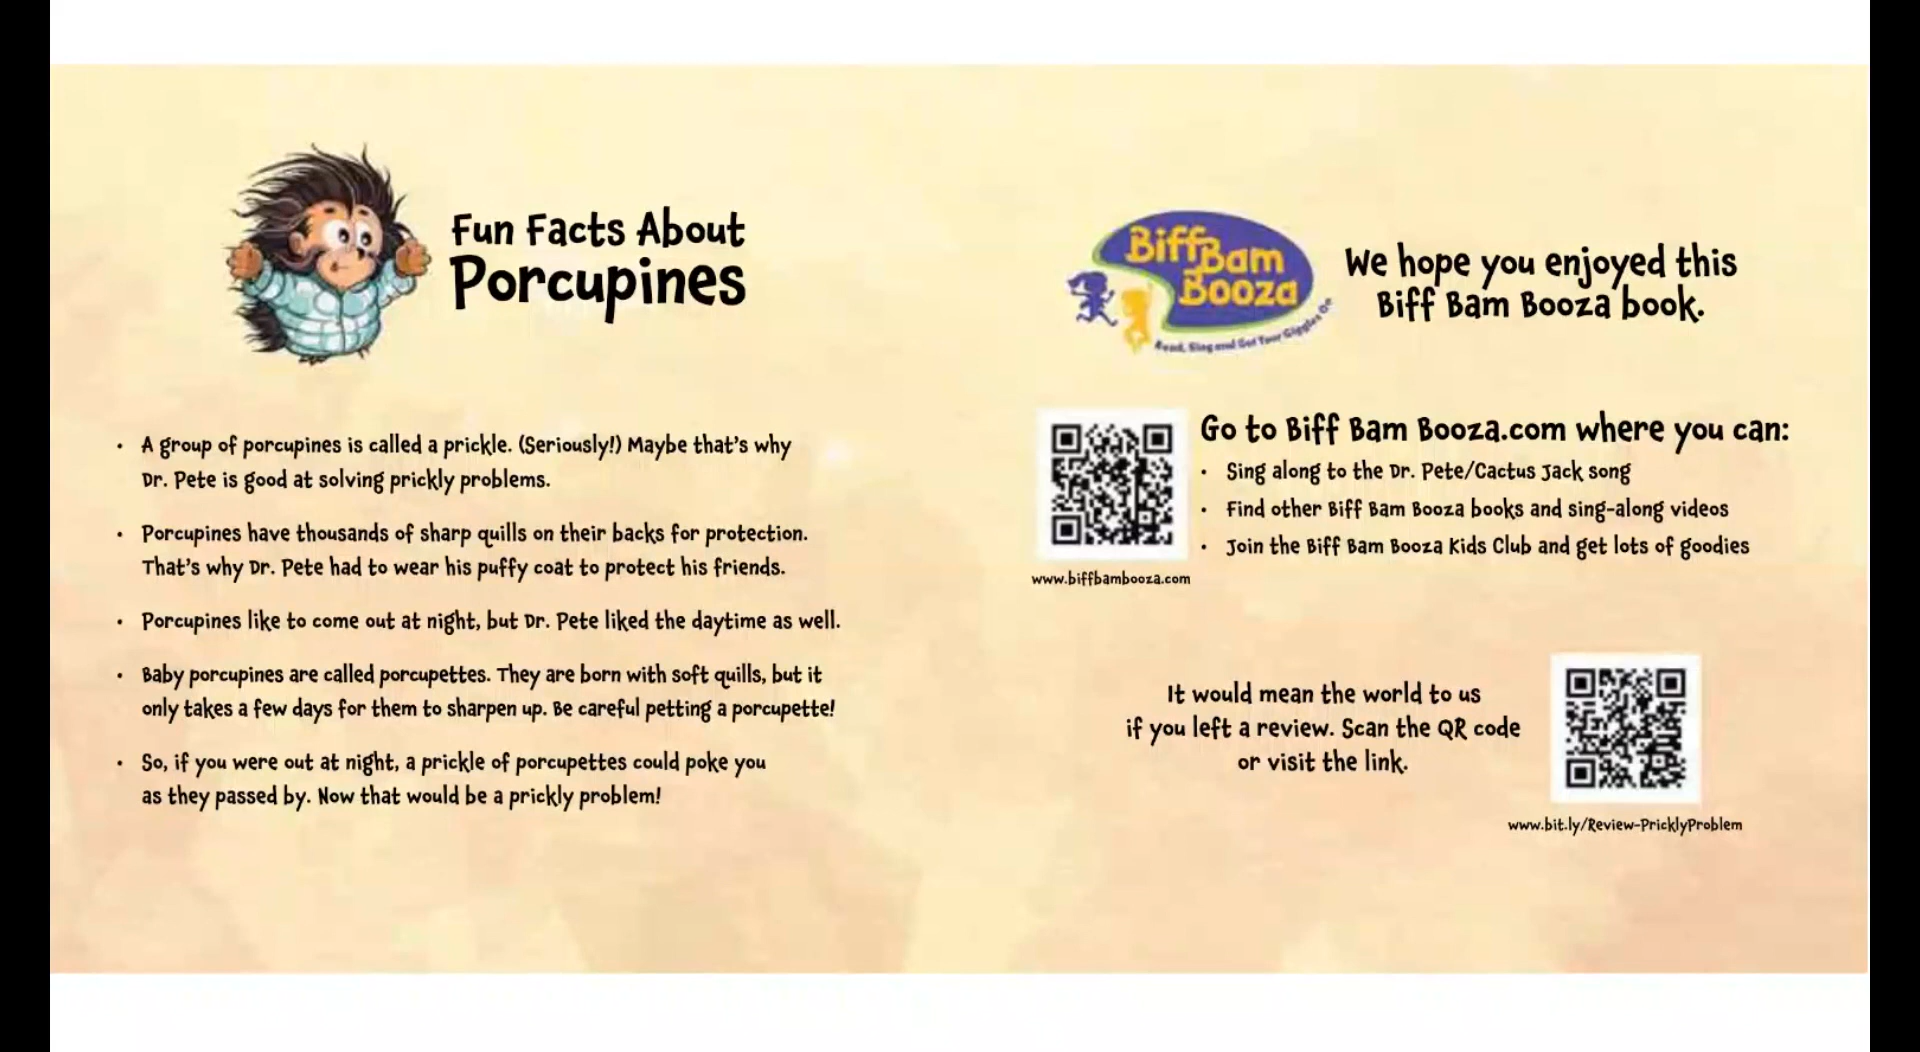 Fun Facts About
Porcupines
• A group of porcupines is called a prickle. (Seriously!) Maybe that's why
Dr. Pete is good at solving prickly problems.
• Porcupines have thousands of sharp quills on their backs for protection.
That's why Dr. Pete had to wear his puffy coat to protect his friends.
• Porcupines like to come out at night, but Dr. Pete liked the daytime as well.
• Baby porcupines are called porcupettes. They are born with soft quills, but it
only takes a few days for them to sharpen up. Be careful petting a porcupette!
• So, if you were out at night, a prickle of porcupettes could poke you
as they passed by. Now that would be a prickly problem!
Biff Bam
Booza
Read, Sing and Get Your Giggles On
We hope you enjoyed this
Biff Bam Booza book.
Go to Biff Bam Booza.com where you can:
• Sing along to the Dr. Pete/Cactus Jack song
• Find other Biff Bam Booza books and sing-along videos
• Join the Biff Bam Booza Kids Club and get lots of goodies
www.biffbambooza.com
It would mean the world to us
if you left a review. Scan the QR code
or visit the link.
www.bit.ly/Review-PricklyProblem